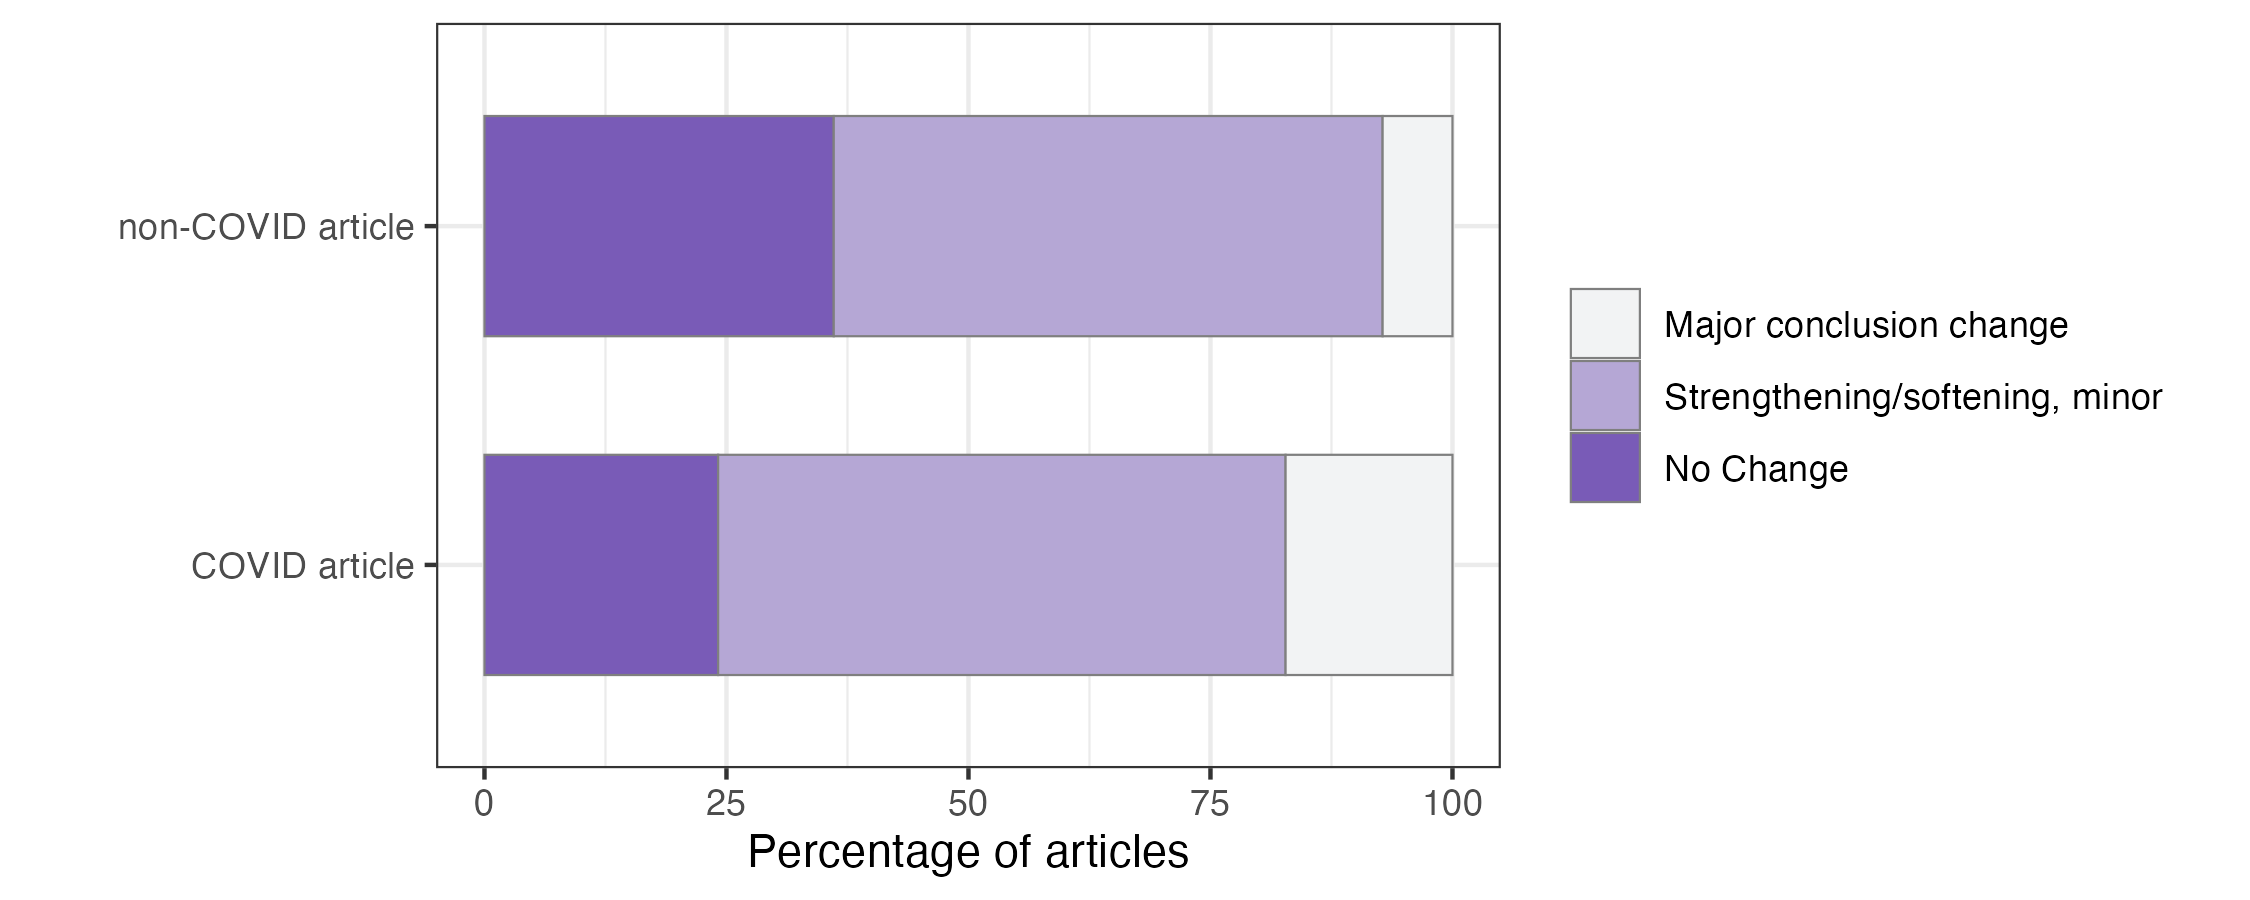 non-COVID article
COVID article
0 25 50 75 100
Percentage of articles
Major conclusion change
Strengthening/softening, minor
No Change